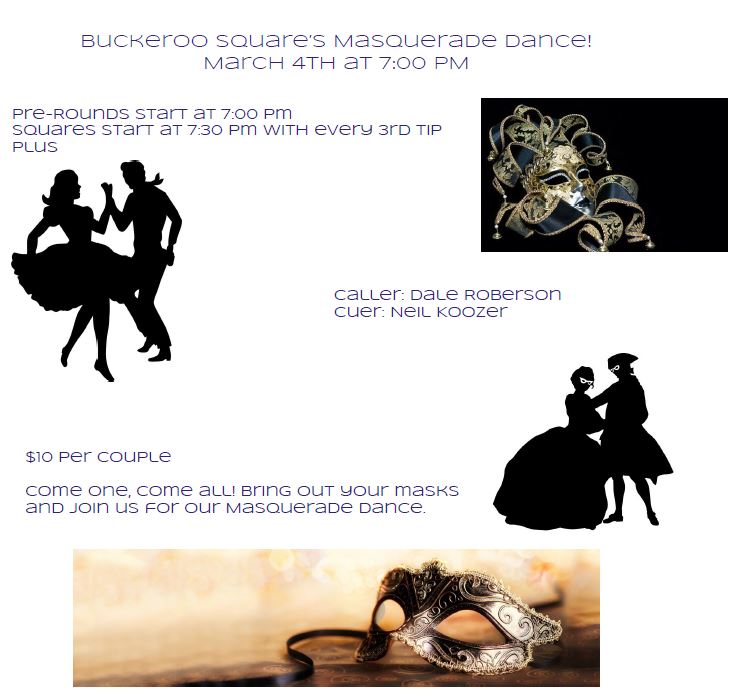 Buckeroo Square's Masquerade Dance!
March 4th at 7:00 PM
Pre-Rounds start at 7:00 pm
Squares start at 7:30 pm with every 3rd tip
Plus
Caller: Dale Roberson
Cuer: Neil Koozer
$10 per couple
Come one, come all! Bring out your masks
and join us for our Masquerade Dance.